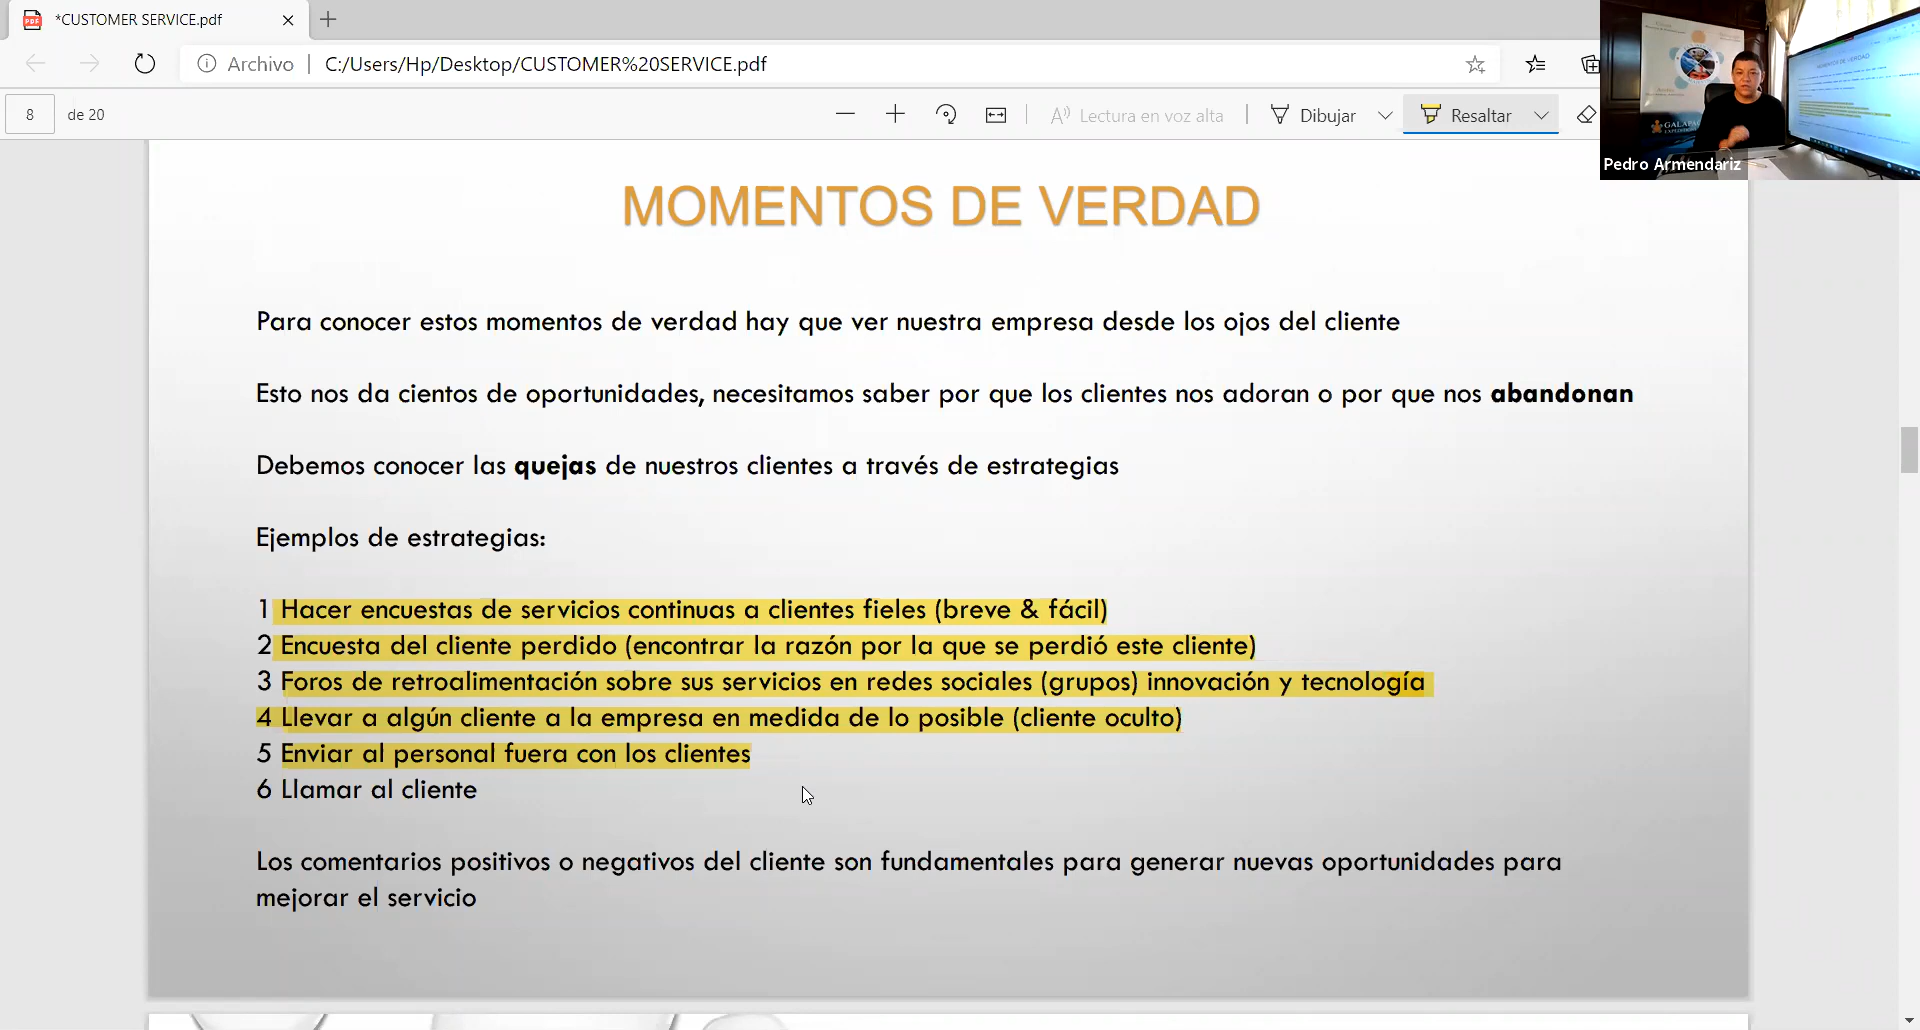 *CUSTOMER SERVICE.pdf
Archivo | C:/Users/Hp/Desktop/CUSTOMER%20SERVICE.pdf
8 de 20
Lectura en voz alta
Dibujar
Resaltar
GALAPAG
Pedro Armendariz
MOMENTOS DE VERDAD
Para conocer estos momentos de verdad hay que ver nuestra empresa desde los ojos del cliente
Esto nos da cientos de oportunidades, necesitamos saber por que los clientes nos adoran o por que nos abandonan
Debemos conocer las quejas de nuestros clientes a través de estrategias
Ejemplos de estrategias:
1 Hacer encuestas de servicios continuas a clientes fieles (breve & fácil)
2 Encuesta del cliente perdido (encontrar la razón por la que se perdió este cliente)
3 Foros de retroalimentación sobre sus servicios en redes sociales (grupos) innovación y tecnología
4 Llevar a algún cliente a la empresa en medida de lo posible (cliente oculto)
5 Enviar al personal fuera con los clientes
6 Llamar al cliente
Los comentarios positivos o negativos del cliente son fundamentales para generar nuevas oportunidades para
mejorar el servicio